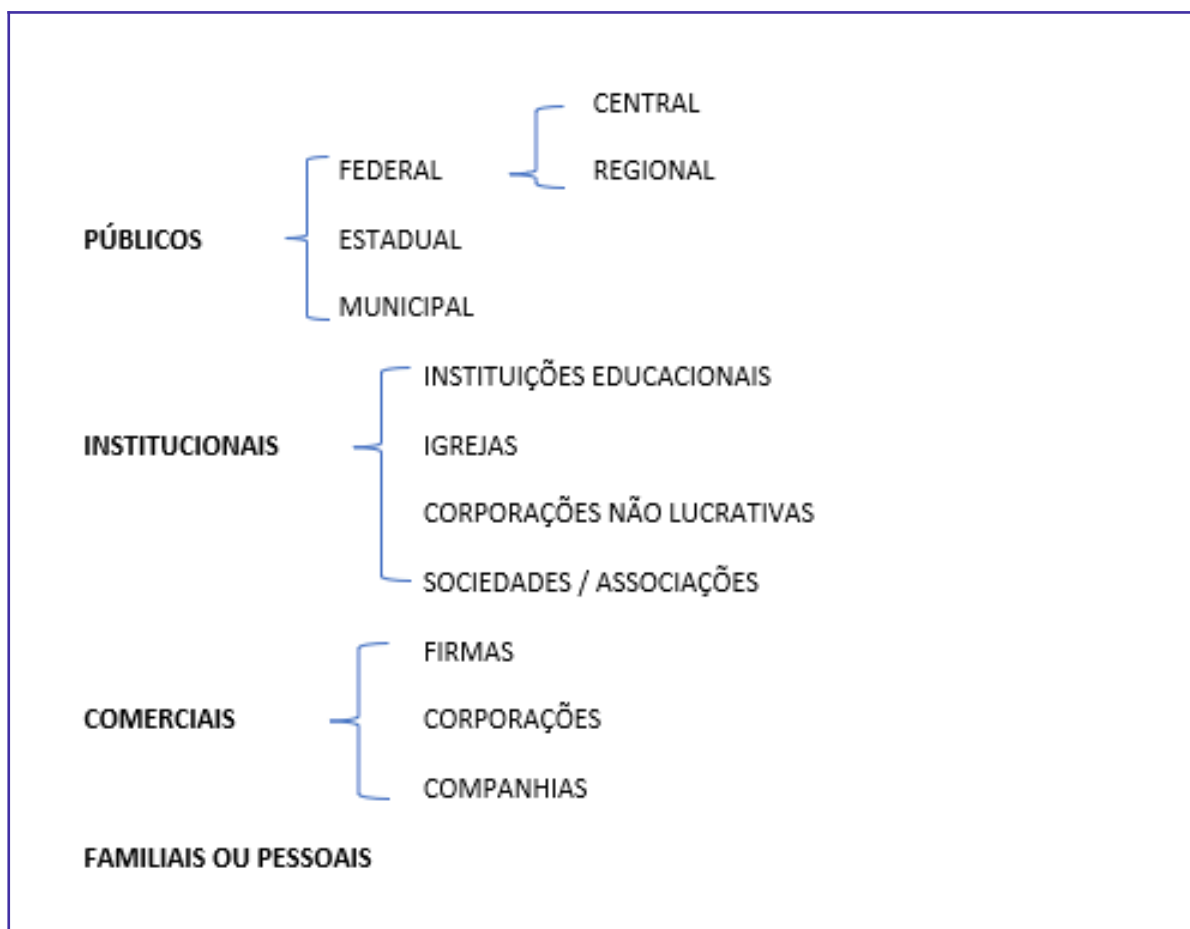 CENTRAL
FEDERAL REGIONAL
PÚBLICOS ESTADUAL
MUNICIPAL
INSTITUIÇÕES EDUCACIONAIS
INSTITUCIONAIS IGREJAS
CORPORAÇÕES NÃO LUCRATIVAS
SOCIEDADES / ASSOCIAÇÕES
FIRMAS
COMERCIAIS CORPORAÇÕES
COMPANHIAS
FAMILIAIS OU PESSOAIS